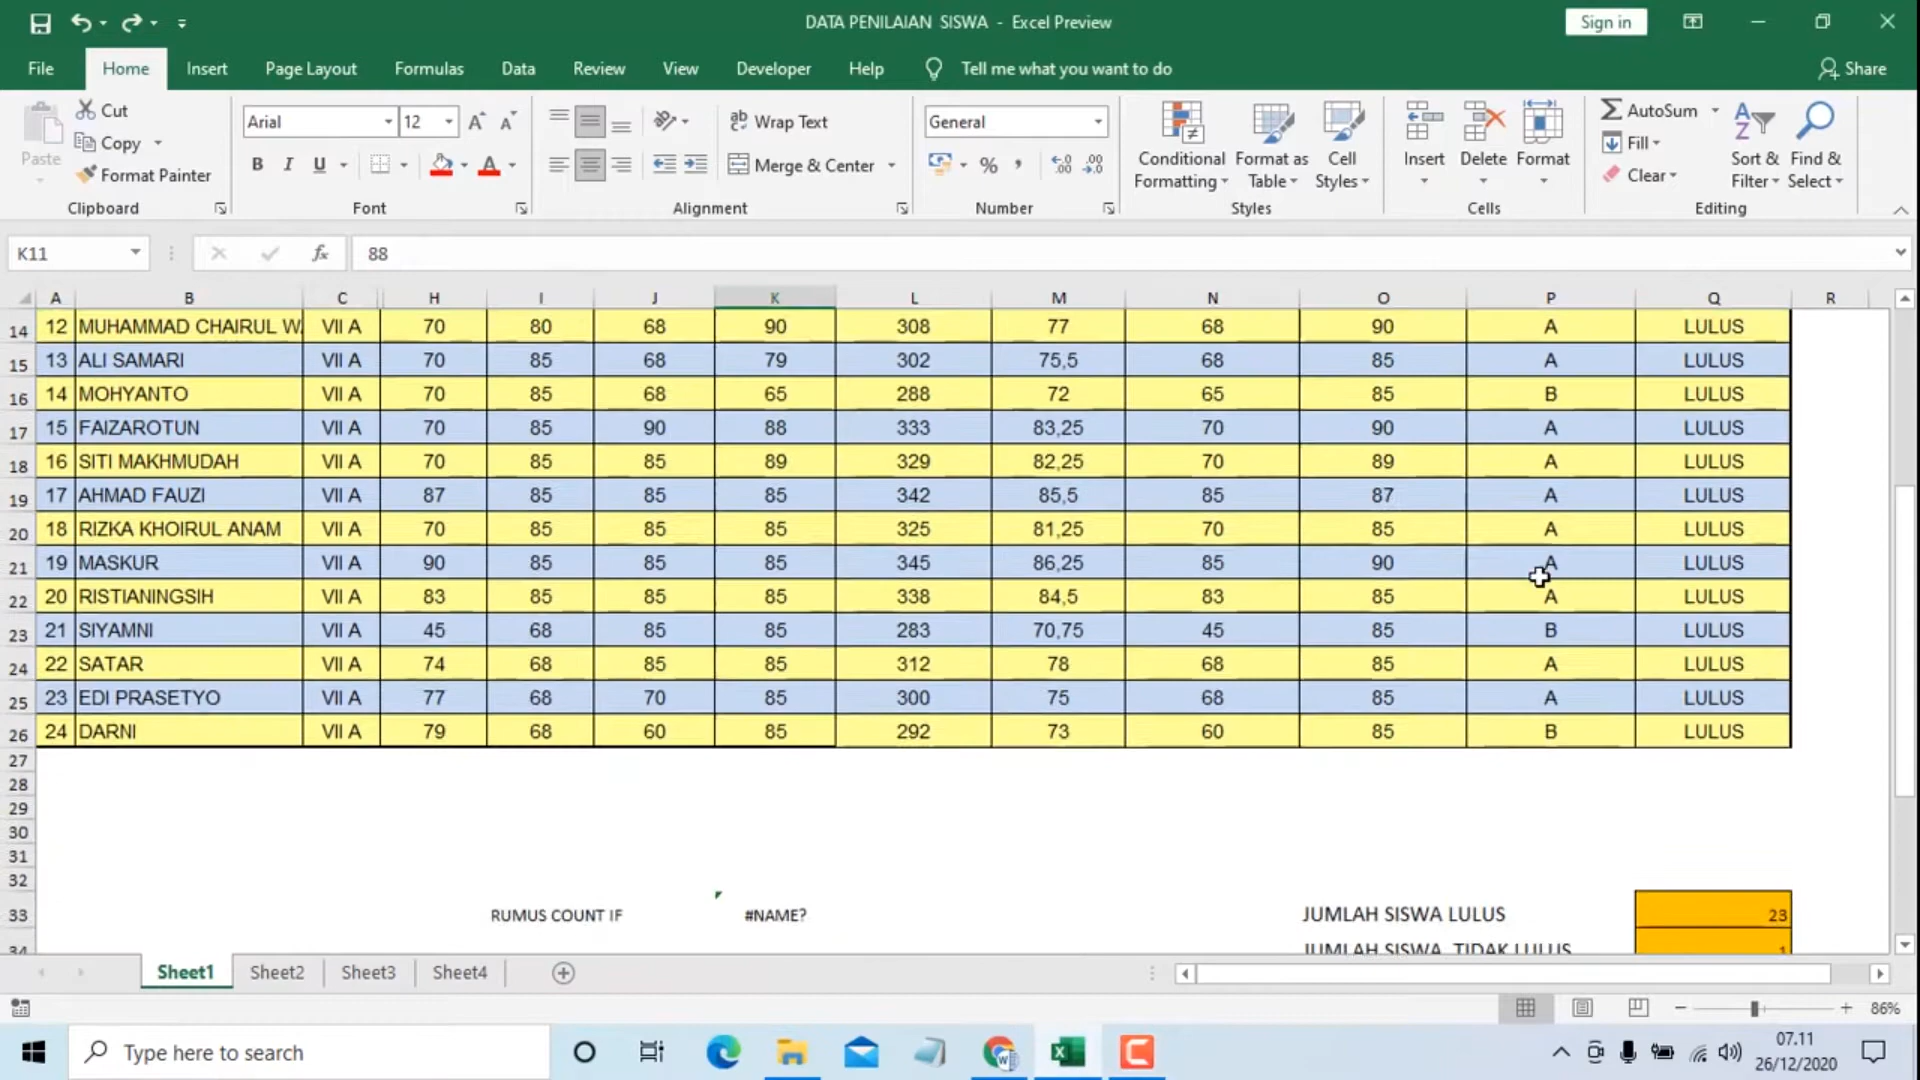 DATA PENILAIAN SISWA - Excel Preview
Sign in
File Home Insert Page Layout Formulas Data Review View Developer Help Tell me what you want to do Share
Paste Cut
Copy
Format Painter
Clipboard
Arial 12
B I U
Font
Wrap Text
Merge & Center
Alignment
General
%
Number
Conditional Formatting
Format as Table
Cell Styles
Styles
Insert Delete Format
Cells
AutoSum
Fill
Clear
Sort & Filter
Find & Select
Editing
K11 fx 88
A B C H I J K L M N O P Q R
14 12 MUHAMMAD CHAIRUL W. VII A 70 80 68 90 308 77 68 90 A LULUS
15 13 ALI SAMARI VII A 70 85 68 79 302 75,5 68 85 A LULUS
16 14 MOHYANTO VII A 70 85 68 65 288 72 65 85 B LULUS
17 15 FAIZAROTUN VII A 70 85 90 88 333 83,25 70 90 A LULUS
18 16 SITI MAKHMUDAH VII A 70 85 85 89 329 82,25 70 89 A LULUS
19 17 AHMAD FAUZI VII A 87 85 85 85 342 85,5 85 87 A LULUS
20 18 RIZKA KHOIRUL ANAM VII A 70 85 85 85 325 81,25 70 85 A LULUS
21 19 MASKUR VII A 90 85 85 85 345 86,25 85 90 A LULUS
22 20 RISTIANINGSIH VII A 83 85 85 85 338 84,5 83 85 A LULUS
23 21 SIYAMNI VII A 45 68 85 85 283 70,75 45 85 B LULUS
24 22 SATAR VII A 74 68 85 85 312 78 68 85 A LULUS
25 23 EDI PRASETYO VII A 77 68 70 85 300 75 68 85 A LULUS
26 24 DARNI VII A 79 68 60 85 292 73 60 85 B LULUS
27
28
29
30
31
32
33 RUMUS COUNT IF #NAME? JUMLAH SISWA LULUS 23
34 JUMLAH SISWA TIDAK LULUS 1
Sheet1 Sheet2 Sheet3 Sheet4
86%
Type here to search
07.11
26/12/2020